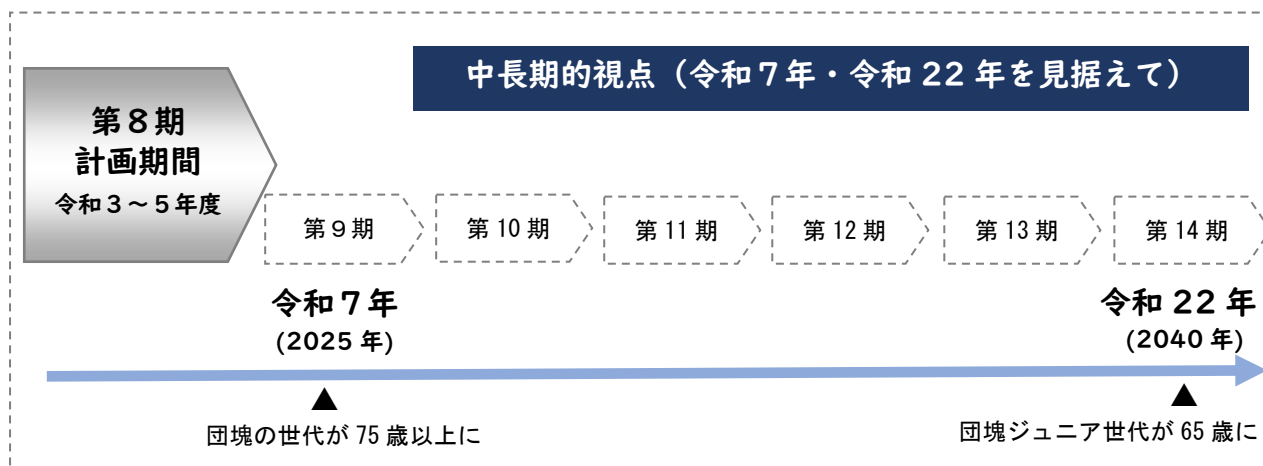 中長期的視点（令和７年・令和 22 年を見据えて）
第８期
計画期間
令和３～５年度
第９期
第 10 期
第 11 期
第 12 期
第 13 期
第 14 期
令和７年
(2025 年)
令和 22 年
(2040 年)
団塊の世代が 75 歳以上に
団塊ジュニア世代が 65 歳に